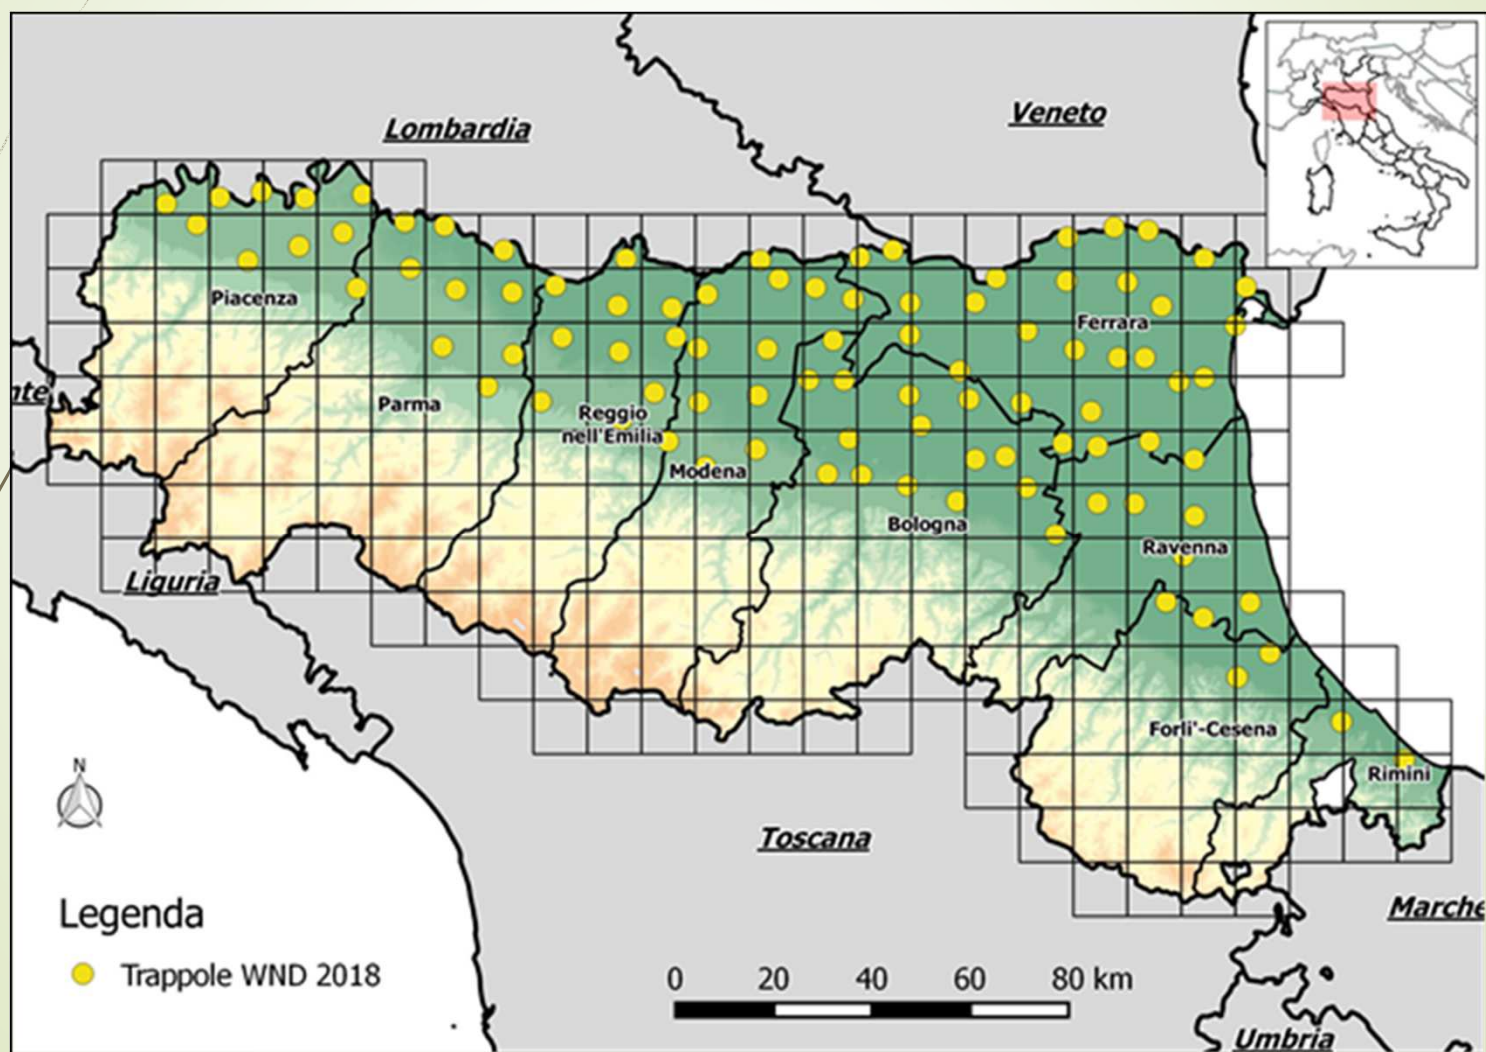 Lombardia
Veneto
Piacenza
Ferrara
nte
Parma
Reggio
nell'Emilia
Modena
Bologna
Ravenna
Liguria
Forli'-Cesena
Rimini
Toscana
Marche
N
Legenda
Trappole WND 2018
0 20 40 60 80 km
Umbria